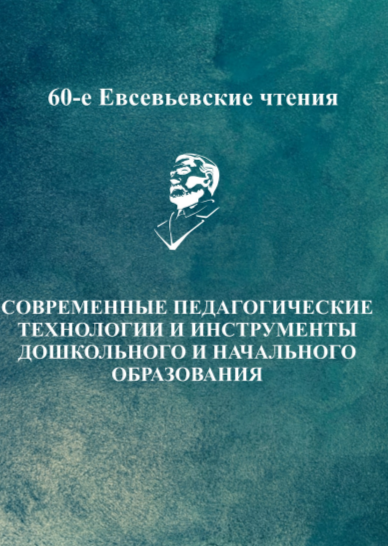 60-е Евсевьевские чтения
СОВРЕМЕННЫЕ ПЕДАГОГИЧЕСКИЕ
ТЕХНОЛОГИИ И ИНСТРУМЕНТЫ
ДОШКОЛЬНОГО И НАЧАЛЬНОГО
ОБРАЗОВАНИЯ